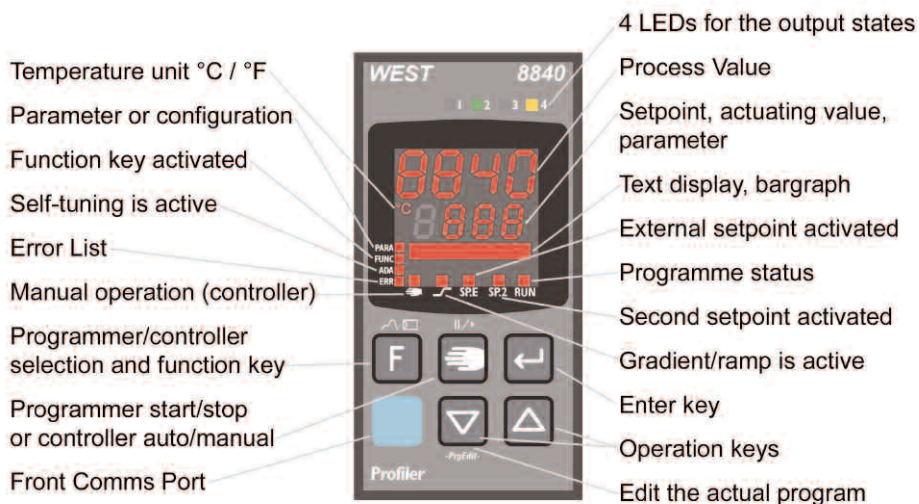 4 LEDs for the output states
Temperature unit °C / °F
Process Value
Parameter or configuration
Setpoint, actuating value,
parameter
Function key activated
Text display, bargraph
Self-tuning is active
External setpoint activated
Error List
Programme status
Manual operation (controller)
Second setpoint activated
Programmer/controller
selection and function key
Gradient/ramp is active
Enter key
Programmer start/stop
or controller auto/manual
Operation keys
Front Comms Port
Edit the actual program
WEST 8840
1 2 3 4
8840
°C 8888
PARA
FUNC
ADA
ERR
SP.E SP.2 RUN
II/▸
F
-PrgEdit-
Profiler